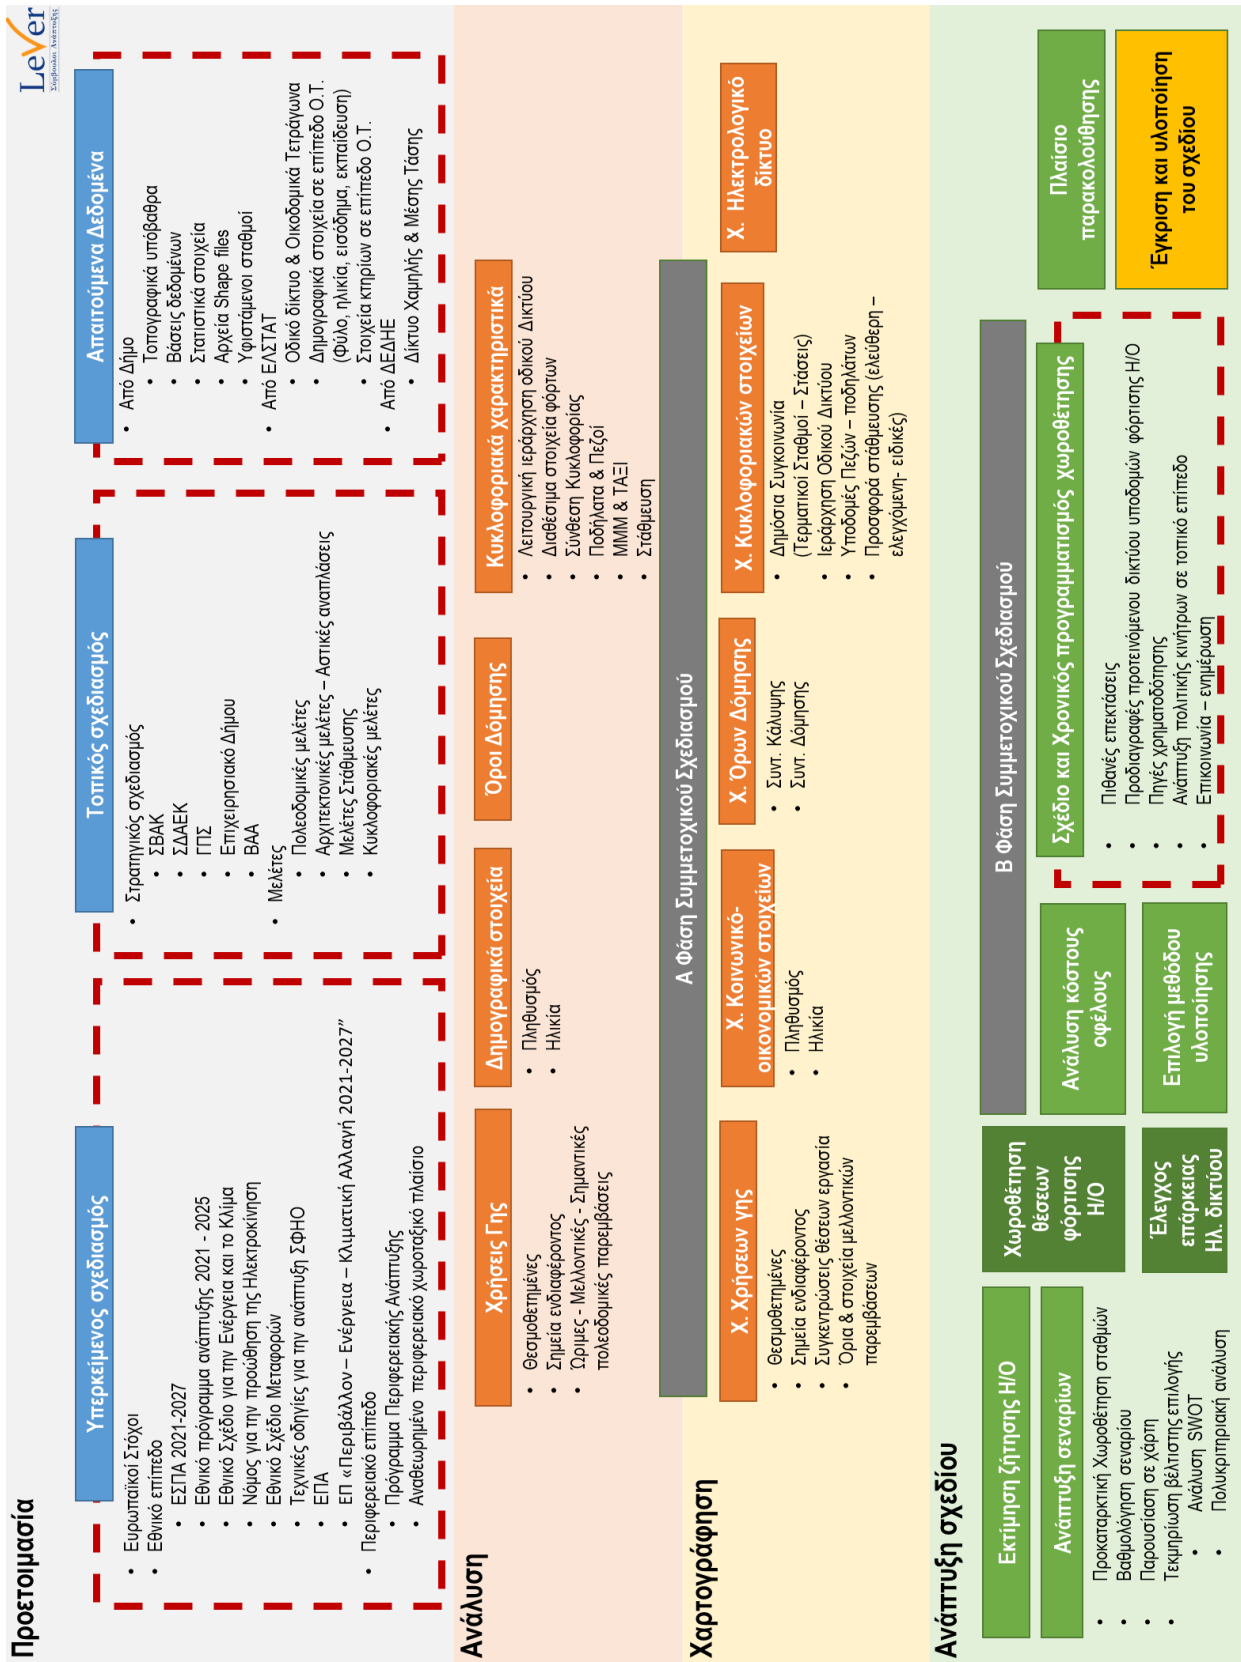 LeVer
Σύμβουλοι Ανάπτυξης
Προετοιμασία
Υπερκείμενος σχεδιασμός
• Ευρωπαϊκοί Στόχοι
• Εθνικό επίπεδο
• ΕΣΠΑ 2021-2027
• Εθνικό πρόγραμμα ανάπτυξης 2021 - 2025
• Εθνικό Σχέδιο για την Ενέργεια και το Κλίμα
• Νόμος για την προώθηση της Ηλεκτροκίνηση
• Εθνικό Σχέδιο Μεταφορών
• Τεχνικές οδηγίες για την ανάπτυξη ΣΦΗΟ
• ΕΠΑ
• ΕΠ «Περιβάλλον – Ενέργεια – Κλιματική Αλλαγή 2021-2027”
• Περιφερειακό επίπεδο
• Πρόγραμμα Περιφερειακής Ανάπτυξης
• Αναθεωρημένο περιφερειακό χωροταξικό πλαίσιο
Τοπικός σχεδιασμός
• Στρατηγικός σχεδιασμός
• ΣΒΑΚ
• ΣΔΑΕΚ
• ΓΠΣ
• Επιχειρησιακό Δήμου
• ΒΑΑ
• Μελέτες
• Πολεοδομικές μελέτες
• Αρχιτεκτονικές μελέτες – Αστικές αναπλάσεις
• Μελέτες Στάθμευσης
• Κυκλοφοριακές μελέτες
Απαιτούμενα Δεδομένα
• Από Δήμο
• Τοπογραφικά υπόβαθρα
• Βάσεις δεδομένων
• Στατιστικά στοιχεία
• Αρχεία Shape files
• Υφιστάμενοι σταθμοί
• Από ΕΛΣΤΑΤ
• Οδικό δίκτυο & Οικοδομικά Τετράγωνα
• Δημογραφικά στοιχεία σε επίπεδο Ο.Τ.
(Φύλο, ηλικία, εισόδημα, εκπαίδευση)
• Στοιχεία κτηρίων σε επίπεδο Ο.Τ.
• Από ΔΕΔΗΕ
• Δίκτυο Χαμηλής & Μέσης Τάσης
Ανάλυση
Χρήσεις Γης
• Θεσμοθετημένες
• Σημεία ενδιαφέροντος
• Ώριμες - Μελλοντικές - Σημαντικές
πολεοδομικές παρεμβάσεις
Δημογραφικά στοιχεία
• Πληθυσμός
• Ηλικία
Όροι Δόμησης
Κυκλοφοριακά χαρακτηριστικά
• Λειτουργική ιεράρχηση οδικού Δικτύου
• Διαθέσιμα στοιχεία φόρτων
• Σύνθεση Κυκλοφορίας
• Ποδήλατα & Πεζοί
• ΜΜΜ & ΤΑΞΙ
• Στάθμευση
Α Φάση Συμμετοχικού Σχεδιασμού
Χαρτογράφηση
Χ. Χρήσεων γης
• Θεσμοθετημένες
• Σημεία ενδιαφέροντος
• Συγκεντρώσεις θέσεων εργασία
• Όρια & στοιχεία μελλοντικών
παρεμβάσεων
Χ. Κοινωνικό-
οικονομικών στοιχείων
• Πληθυσμός
• Ηλικία
Χ. Όρων Δόμησης
• Συντ. Κάλυψης
• Συντ. Δόμησης
Χ. Κυκλοφοριακών στοιχείων
• Δημόσια Συγκοινωνία
(Τερματικοί Σταθμοί – Στάσεις)
• Ιεράρχηση Οδικού Δικτύου
• Υποδομές Πεζών – ποδηλάτων
• Προσφορά στάθμευσης (ελεύθερη –
ελεγχόμενη- ειδικές)
Χ. Ηλεκτρολογικό
δίκτυο
Ανάπτυξη σχεδίου
Εκτίμηση ζήτησης Η/Ο
Ανάπτυξη σεναρίων
• Προκαταρκτική Χωροθέτηση σταθμών
• Βαθμολόγηση σεναρίου
• Παρουσίαση σε χάρτη
• Τεκμηρίωση βέλτιστης επιλογής
• Ανάλυση SWOT
• Πολυκριτηριακή ανάλυση
Χωροθέτηση
θέσεων
φόρτισης
Η/Ο
Έλεγχος
επάρκειας
Ηλ. δικτύου
Β Φάση Συμμετοχικού Σχεδιασμού
Ανάλυση κόστους
οφέλους
Επιλογή μεθόδου
υλοποίησης
Σχέδιο και Χρονικός προγραμματισμός χωροθέτησης
• Πιθανές επεκτάσεις
• Προδιαγραφές προτεινόμενου δικτύου υποδομών φόρτισης Η/Ο
• Πηγές χρηματοδότησης
• Ανάπτυξη πολιτικής κινήτρων σε τοπικό επίπεδο
• Επικοινωνία – ενημέρωση
Πλαίσιο
παρακολούθησης
Έγκριση και υλοποίηση
του σχεδίου